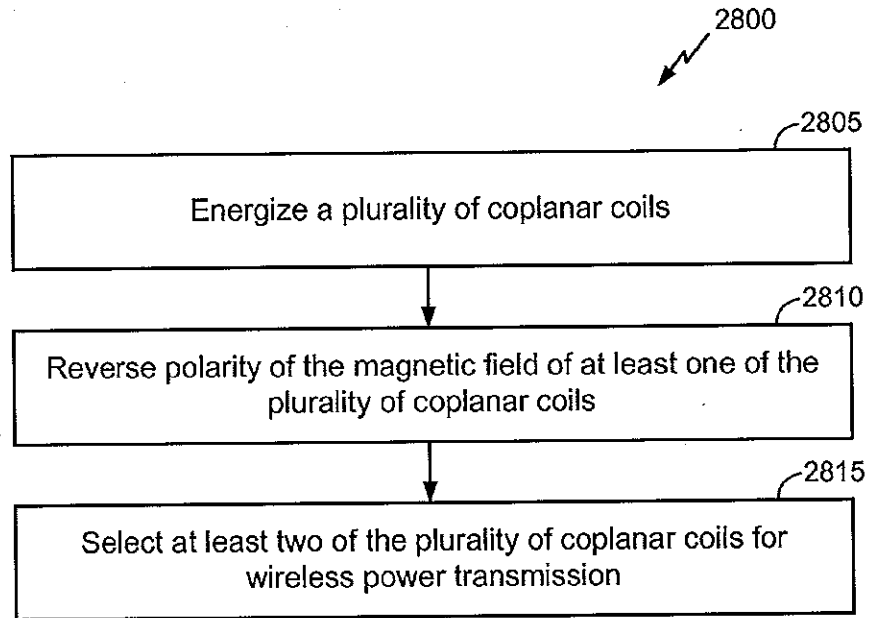 2800
2805
Energize a plurality of coplanar coils
2810
Reverse polarity of the magnetic field of at least one of the
plurality of coplanar coils
2815
Select at least two of the plurality of coplanar coils for
wireless power transmission